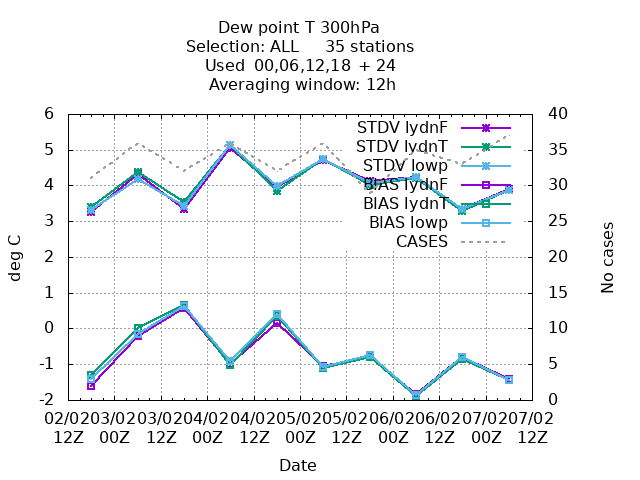 Dew point T 300hPa
Selection: ALL 35 stations
Used 00,06,12,18 + 24
Averaging window: 12h
6 40
STDV lydnF
5 35
STDV lydnT
STDV lowp
4 30
BIAS lydnF
BIAS lydnT
3 25
BIAS lowp
CASES
2 20
deg C
No cases
1 15
0 10
-1 5
-2 0
02/02 03/02 03/02 04/02 04/02 05/02 05/02 06/02 06/02 07/02 07/02
12Z 00Z 12Z 00Z 12Z 00Z 12Z 00Z 12Z 00Z 12Z
Date